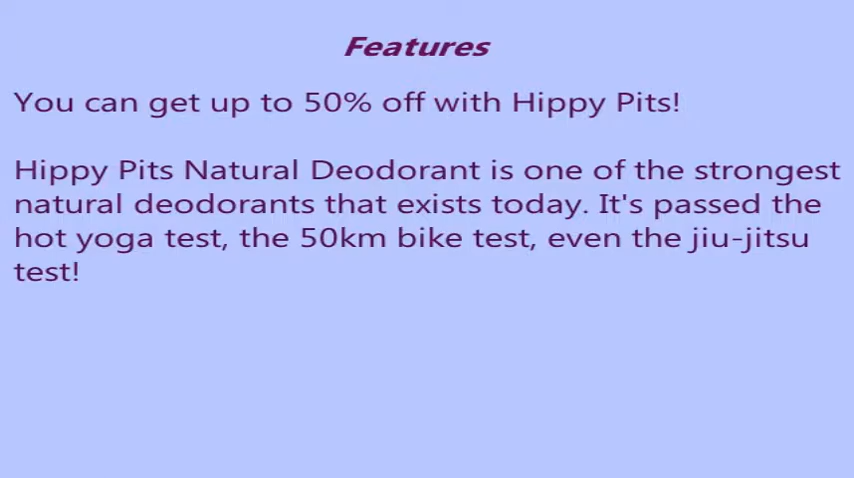 Features
You can get up to 50% off with Hippy Pits!
Hippy Pits Natural Deodorant is one of the strongest
natural deodorants that exists today. It's passed the
hot yoga test, the 50km bike test, even the jiu-jitsu
test!